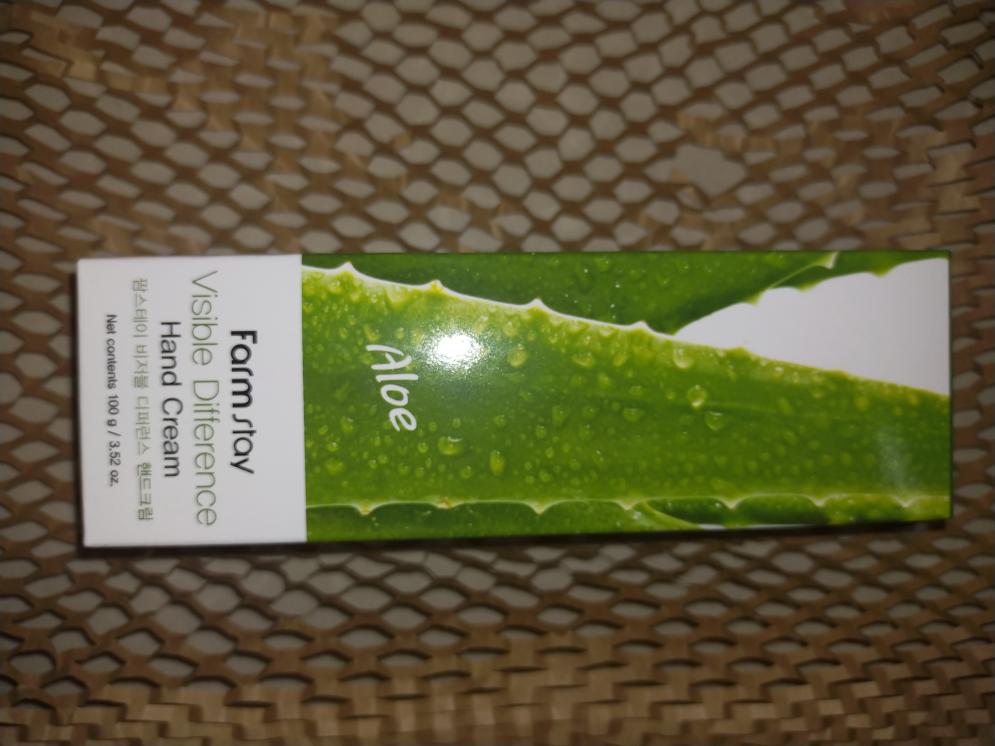 Aloe
Farm stay
Visible Difference
Hand Cream
팜스테이 비저블 디퍼런스 핸드크림
Net contents 100 g / 3.52 oz.